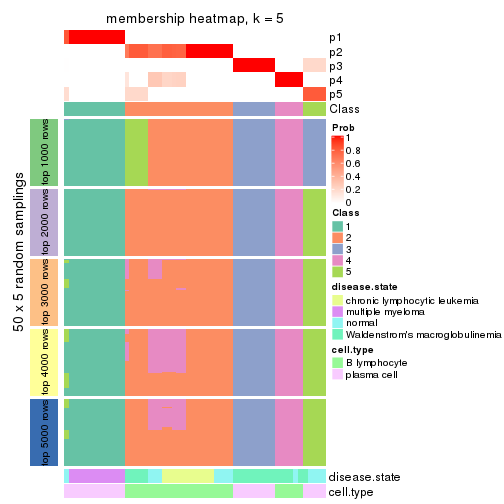 membership heatmap, k = 5
p1
p2
p3
p4
p5
Class
50 x 5 random samplings
top 1000 rows
top 2000 rows
top 3000 rows
top 4000 rows
top 5000 rows
disease.state
cell.type
Prob
1
0.8
0.6
0.4
0.2
0
Class
1
2
3
4
5
disease.state
chronic lymphocytic leukemia
multiple myeloma
normal
Waldenstrom's macroglobulinemia
cell.type
B lymphocyte
plasma cell